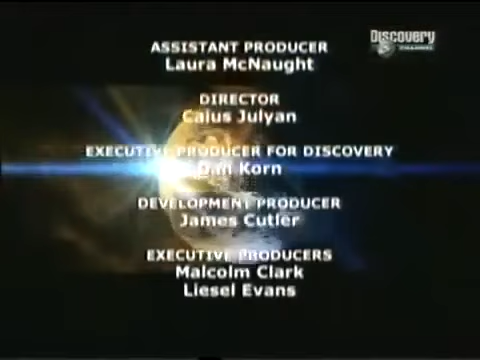 Discovery
CHANNEL
ASSISTANT PRODUCER
Laura McNaught
DIRECTOR
Caius Julyan
EXECUTIVE PRODUCER FOR DISCOVERY
Korn
DEVELOPMENT PRODUCER
James Cutler
EXECUTIVE PRODUCERS
Malcolm Clark
Liesel Evans